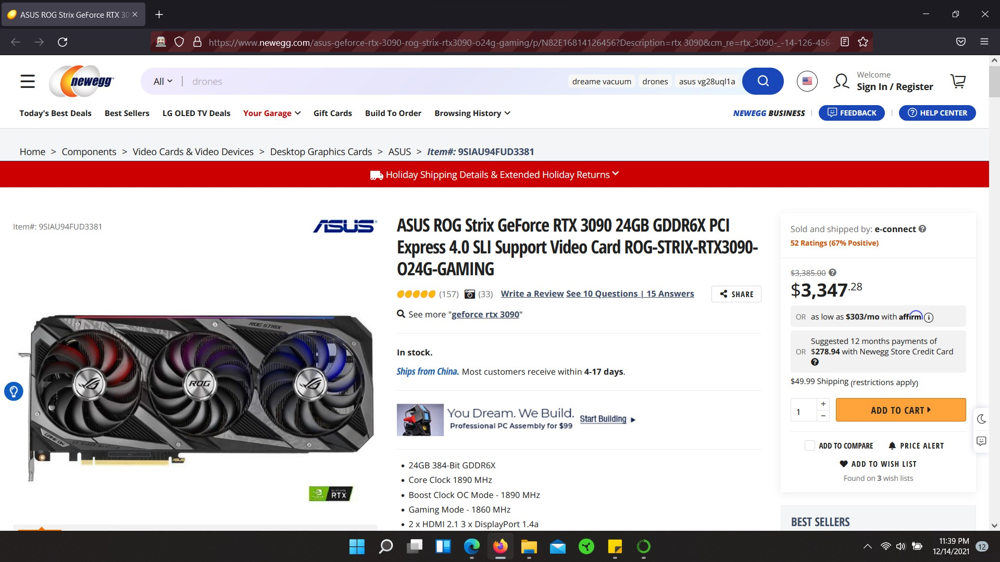 ASUS ROG Strix GeForce RTX 30
https://www.newegg.com/asus-geforce-rtx-3090-rog-strix-rtx3090-o24g-gaming/p/N82E16814126456?Description=rtx 3090&cm_re=rtx_3090-_-14-126-456-
newegg
All
drones
dreame vacuum
drones
asus vg28uql1a
Welcome
Sign In / Register
Today's Best Deals
Best Sellers
LG OLED TV Deals
Your Garage
Gift Cards
Build To Order
Browsing History
NEWEGG BUSINESS
FEEDBACK
HELP CENTER
Home > Components > Video Cards & Video Devices > Desktop Graphics Cards > ASUS > Item#: 9SIAU94FUD3381
Holiday Shipping Details & Extended Holiday Returns
Item#: 9SIAU94FUD3381
ASUS
ROG STRIX
ROG
GAME ON
ASUS
RTX
ASUS ROG Strix GeForce RTX 3090 24GB GDDR6X PCI
Express 4.0 SLI Support Video Card ROG-STRIX-RTX3090-
O24G-GAMING
(157) (33) Write a Review See 10 Questions | 15 Answers
SHARE
See more "geforce rtx 3090"
In stock.
Ships from China. Most customers receive within 4-17 days.
You Dream. We Build.
Professional PC Assembly for $99
Start Building
• 24GB 384-Bit GDDR6X
• Core Clock 1890 MHz
• Boost Clock OC Mode - 1890 MHz
• Gaming Mode - 1860 MHz
• 2 x HDMI 2.1 3 x DisplayPort 1.4a
Sold and shipped by: e-connect
52 Ratings (67% Positive)
$3,385.00
$3,347.28
OR as low as $303/mo with affirm
Suggested 12 months payments of
OR $278.94 with Newegg Store Credit Card
$49.99 Shipping (restrictions apply)
1
+
−
ADD TO CART
ADD TO COMPARE
PRICE ALERT
ADD TO WISH LIST
Found on 3 wish lists
BEST SELLERS
11:39 PM
12/14/2021
12